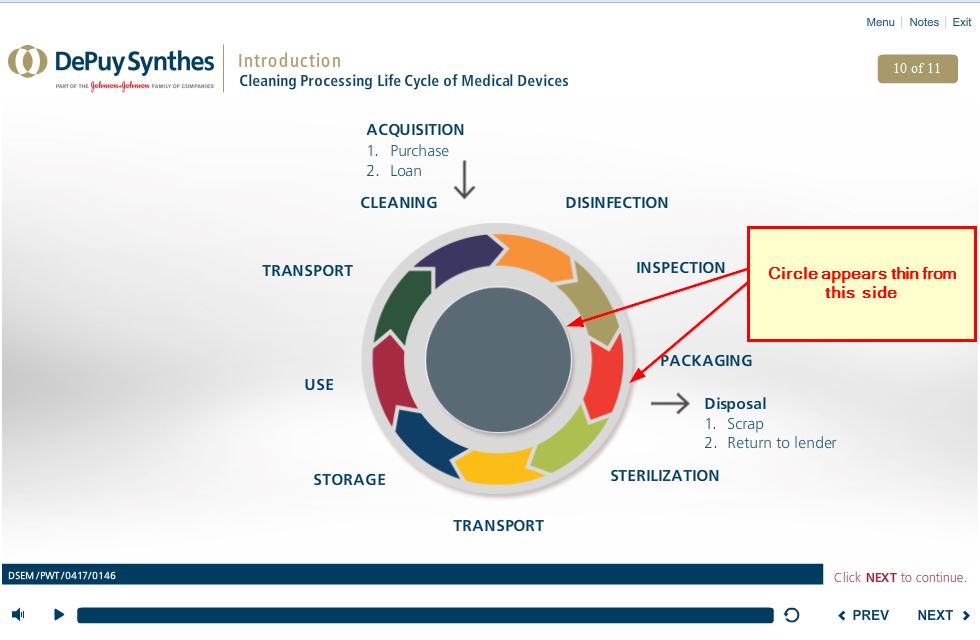 Menu | Notes | Exit
DePuy Synthes
PART OF THE Johnson & Johnson FAMILY OF COMPANIES
Introduction
Cleaning Processing Life Cycle of Medical Devices
10 of 11
ACQUISITION
1. Purchase
2. Loan
CLEANING
DISINFECTION
TRANSPORT
INSPECTION
Circle appears thin from
this side
PACKAGING
USE
Disposal
1. Scrap
2. Return to lender
STORAGE
STERILIZATION
TRANSPORT
DSEM/PWT/0417/0146
Click NEXT to continue.
PREV
NEXT